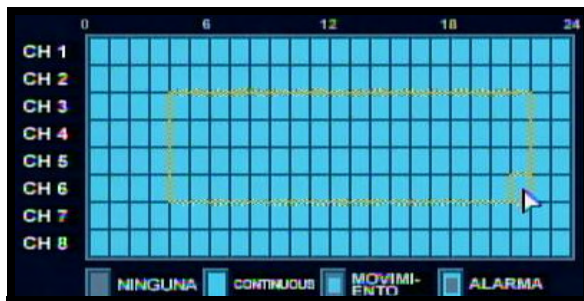 0 6 12 18 24
CH 1
CH 2
CH 3
CH 4
CH 5
CH 6
CH 7
CH 8
NINGUNA CONTINUOUS MOVIMI-
ENTO ALARMA